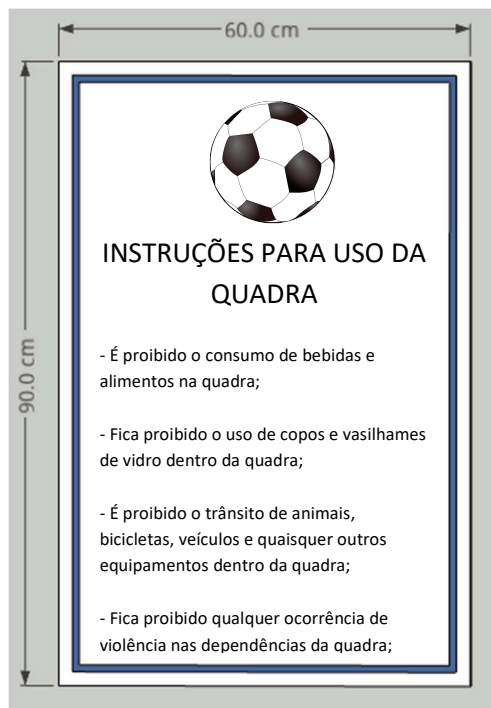 60.0 cm
90.0 cm
INSTRUÇÕES PARA USO DA
QUADRA
- É proibido o consumo de bebidas e
alimentos na quadra;
- Fica proibido o uso de copos e vasilhames
de vidro dentro da quadra;
- É proibido o trânsito de animais,
bicicletas, veículos e quaisquer outros
equipamentos dentro da quadra;
- Fica proibido qualquer ocorrência de
violência nas dependências da quadra;